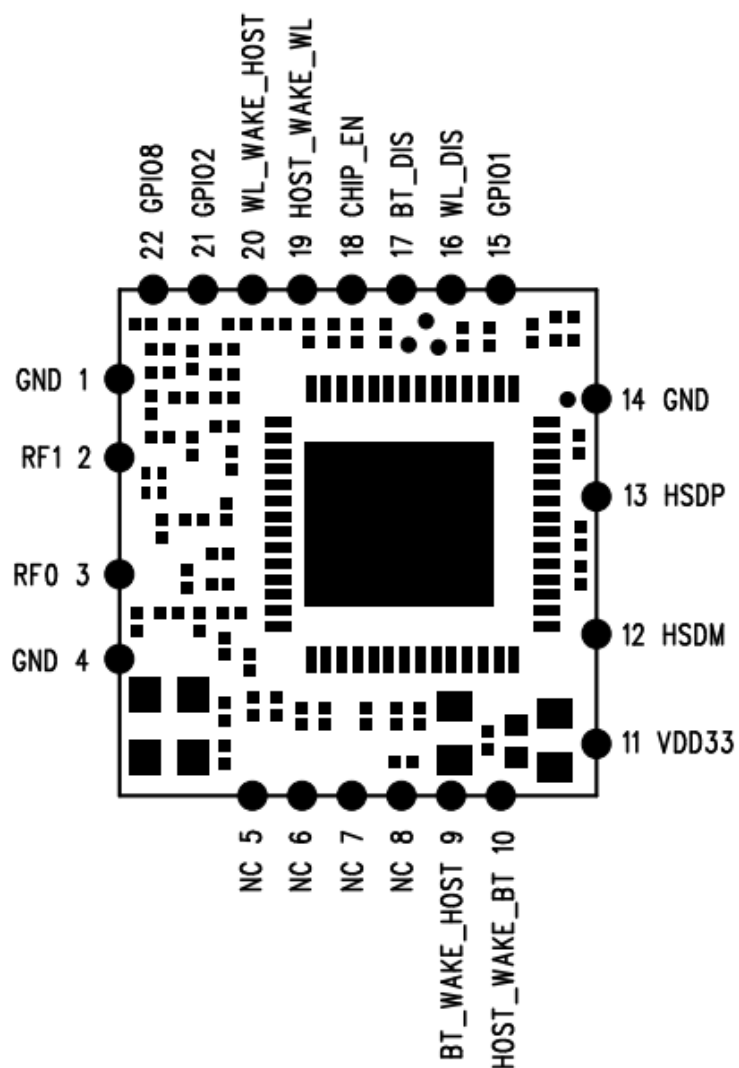 22 GPIO8
21 GPIO2
20 WL_WAKE_HOST
19 HOST_WAKE_WL
18 CHIP_EN
17 BT_DIS
16 WL_DIS
15 GPIO1
GND 1
RF1 2
RF0 3
GND 4
14 GND
13 HSDP
12 HSDM
11 VDD33
NC 5
NC 6
NC 7
NC 8
BT_WAKE_HOST 9
HOST_WAKE_BT 10